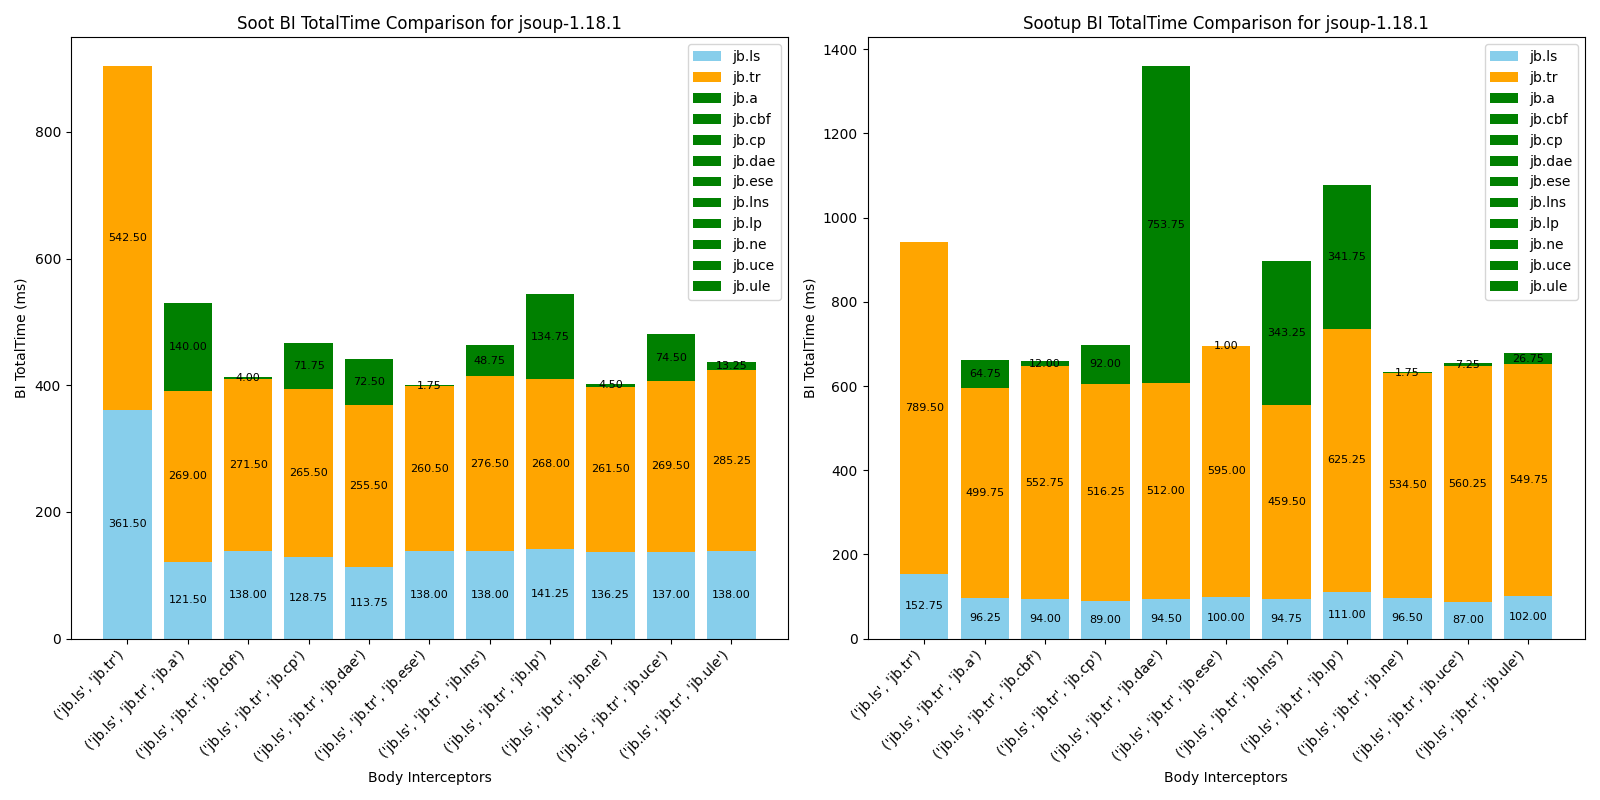 Soot BI TotalTime Comparison for jsoup-1.18.1
BI TotalTime (ms)
800
600
400
200
0
jb.ls
jb.tr
jb.a
jb.cbf
jb.cp
jb.dae
jb.ese
jb.lns
jb.lp
jb.ne
jb.uce
jb.ule
542.50
361.50
140.00
269.00
121.50
4.00
271.50
138.00
71.75
265.50
128.75
72.50
255.50
113.75
1.75
260.50
138.00
48.75
276.50
138.00
134.75
268.00
141.25
4.50
261.50
136.25
74.50
269.50
137.00
13.25
285.25
138.00
('jb.ls', 'jb.tr')
('jb.ls', 'jb.tr', 'jb.a')
('jb.ls', 'jb.tr', 'jb.cbf')
('jb.ls', 'jb.tr', 'jb.cp')
('jb.ls', 'jb.tr', 'jb.dae')
('jb.ls', 'jb.tr', 'jb.ese')
('jb.ls', 'jb.tr', 'jb.lns')
('jb.ls', 'jb.tr', 'jb.lp')
('jb.ls', 'jb.tr', 'jb.ne')
('jb.ls', 'jb.tr', 'jb.uce')
('jb.ls', 'jb.tr', 'jb.ule')
Body Interceptors
Sootup BI TotalTime Comparison for jsoup-1.18.1
BI TotalTime (ms)
1400
1200
1000
800
600
400
200
0
jb.ls
jb.tr
jb.a
jb.cbf
jb.cp
jb.dae
jb.ese
jb.lns
jb.lp
jb.ne
jb.uce
jb.ule
789.50
152.75
64.75
499.75
96.25
12.00
552.75
94.00
92.00
516.25
89.00
753.75
512.00
94.50
1.00
595.00
100.00
343.25
459.50
94.75
341.75
625.25
111.00
1.75
534.50
96.50
7.25
560.25
87.00
26.75
549.75
102.00
('jb.ls', 'jb.tr')
('jb.ls', 'jb.tr', 'jb.a')
('jb.ls', 'jb.tr', 'jb.cbf')
('jb.ls', 'jb.tr', 'jb.cp')
('jb.ls', 'jb.tr', 'jb.dae')
('jb.ls', 'jb.tr', 'jb.ese')
('jb.ls', 'jb.tr', 'jb.lns')
('jb.ls', 'jb.tr', 'jb.lp')
('jb.ls', 'jb.tr', 'jb.ne')
('jb.ls', 'jb.tr', 'jb.uce')
('jb.ls', 'jb.tr', 'jb.ule')
Body Interceptors